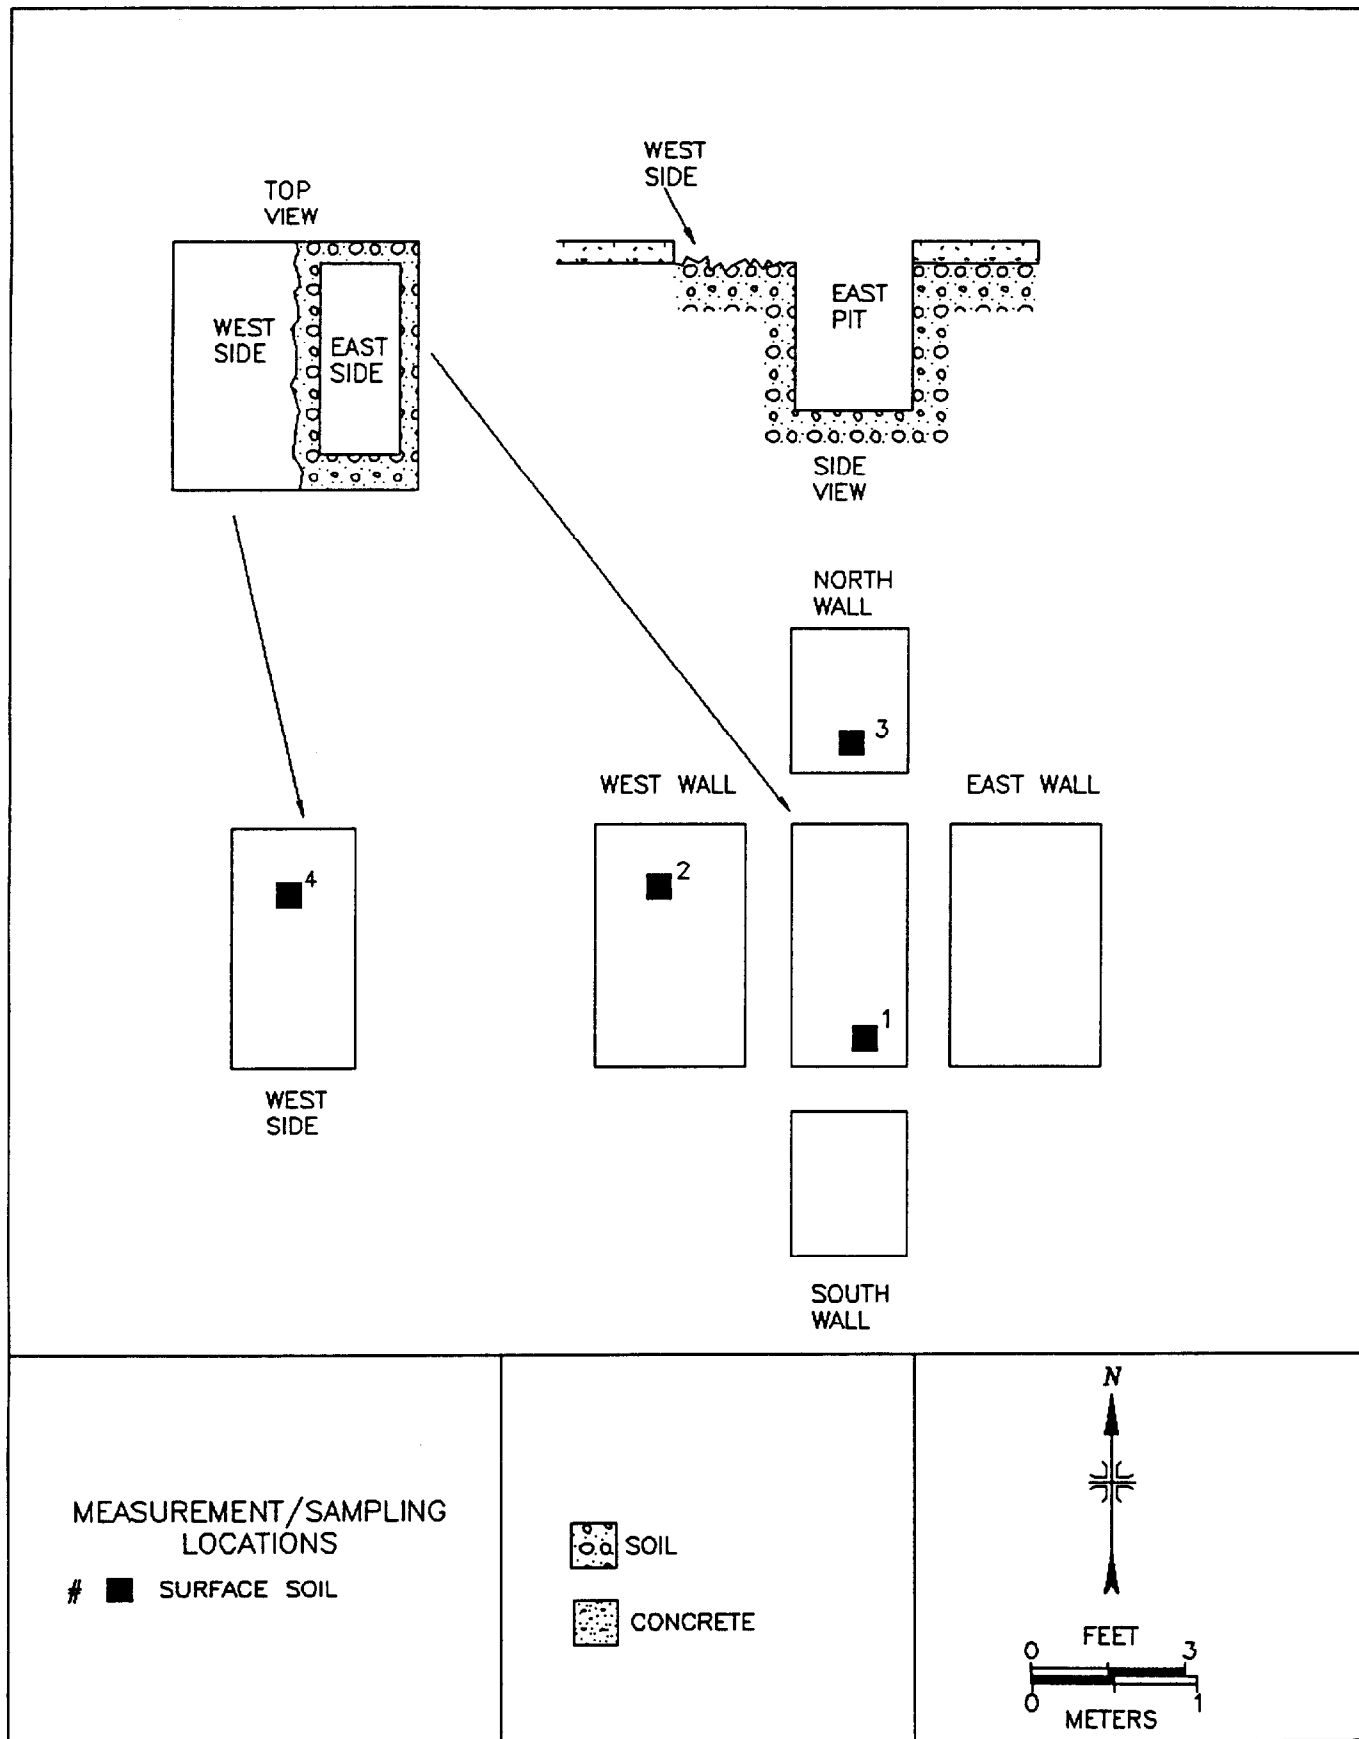 WEST
SIDE
TOP
VIEW
WEST
SIDE
EAST
SIDE
EAST
PIT
SIDE
VIEW
NORTH
WALL
3
WEST WALL
EAST WALL
4
2
1
WEST
SIDE
SOUTH
WALL
MEASUREMENT/SAMPLING
LOCATIONS
# SURFACE SOIL
SOIL
CONCRETE
N
FEET
0 3
0 1
METERS